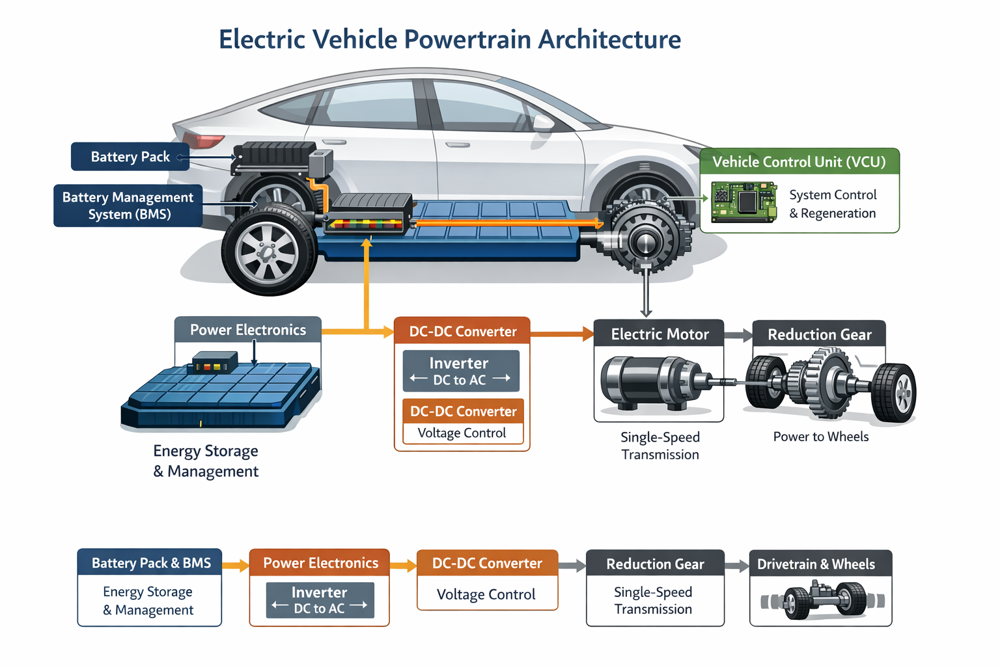 Electric Vehicle Powertrain Architecture
Battery Pack
Battery Management
System (BMS)
Vehicle Control Unit (VCU)
System Control
& Regeneration
Power Electronics
Energy Storage
& Management
DC-DC Converter
Inverter
← DC to AC →
DC-DC Converter
Voltage Control
Electric Motor
Single-Speed
Transmission
Reduction Gear
Power to Wheels
Battery Pack & BMS
Energy Storage
& Management
Power Electronics
Inverter
← DC to AC →
DC-DC Converter
Voltage Control
Reduction Gear
Single-Speed
Transmission
Drivetrain & Wheels